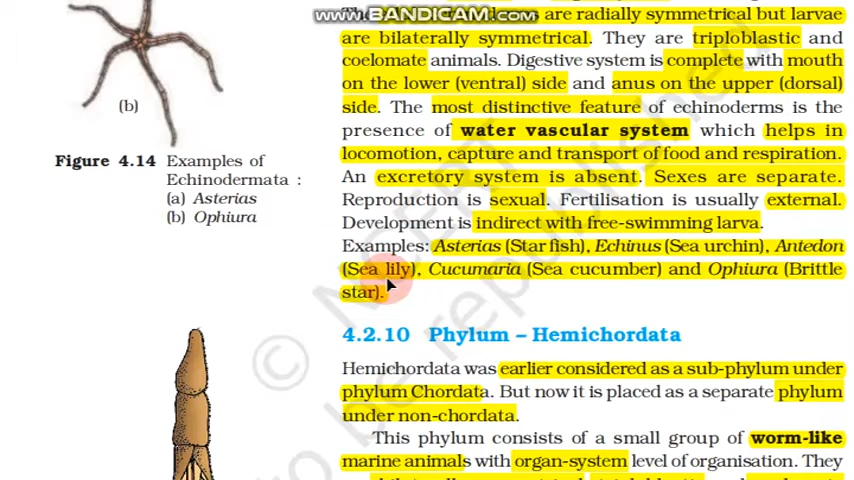 www.BANDICAM.com
are radially symmetrical but larvae
are bilaterally symmetrical. They are triploblastic and
coelomate animals. Digestive system is complete with mouth
on the lower (ventral) side and anus on the upper (dorsal)
side. The most distinctive feature of echinoderms is the
presence of water vascular system which helps in
locomotion, capture and transport of food and respiration.
An excretory system is absent. Sexes are separate.
Reproduction is sexual. Fertilisation is usually external.
Development is indirect with free-swimming larva.
Examples: Asterias (Star fish), Echinus (Sea urchin), Antedon
(Sea lily), Cucumaria (Sea cucumber) and Ophiura (Brittle
star).
(b)
Figure 4.14 Examples of
Echinodermata :
(a) Asterias
(b) Ophiura
4.2.10 Phylum – Hemichordata
Hemichordata was earlier considered as a sub-phylum under
phylum Chordata. But now it is placed as a separate phylum
under non-chordata.
This phylum consists of a small group of worm-like
marine animals with organ-system level of organisation. They
© NCERT
to be republished